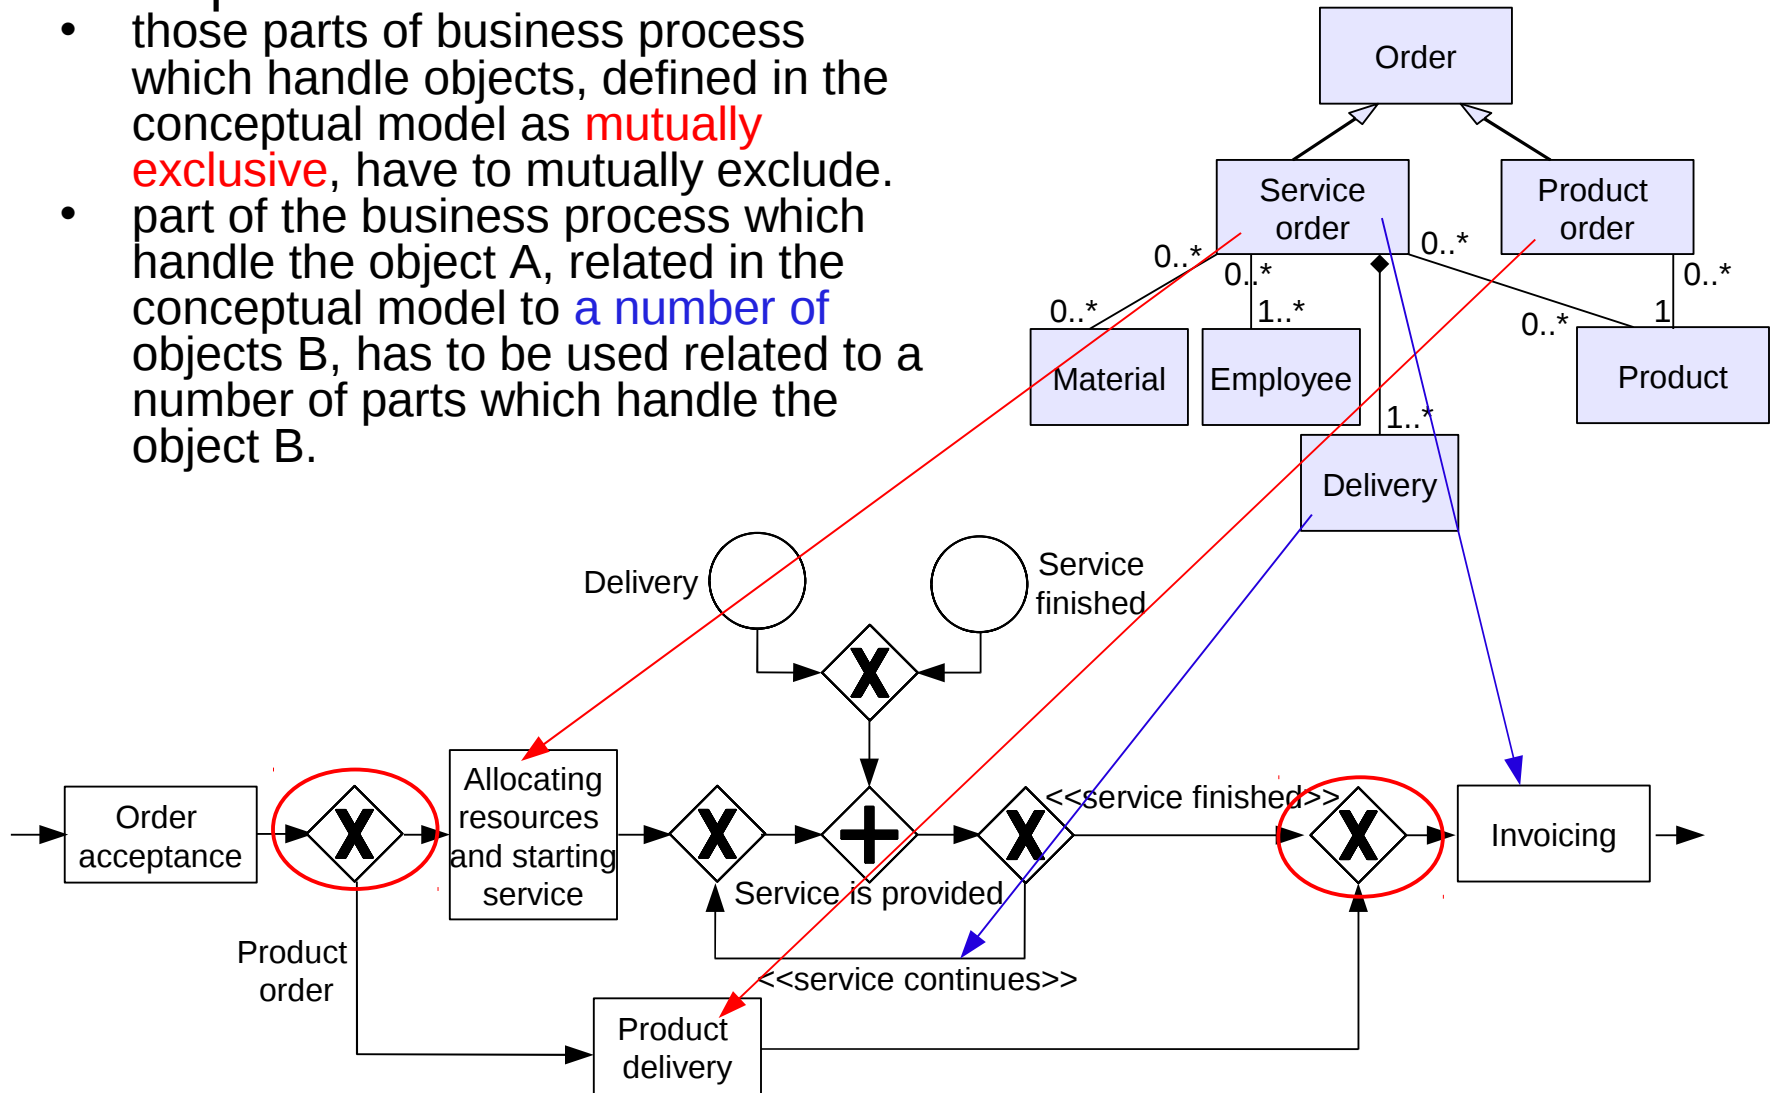 • those parts of business process
which handle objects, defined in the
conceptual model as mutually
exclusive, have to mutually exclude.
• part of the business process which
handle the object A, related in the
conceptual model to a number of
objects B, has to be used related to a
number of parts which handle the
object B.
Order
Service
order
Product
order
0..*
0..*
0..*
0..*
0..*
1..*
0..*
1
Material
Employee
Product
1..*
Delivery
Delivery
Service
finished
X
Order
acceptance
X
Allocating
resources
and starting
service
X
+
X
<<service finished>>
X
Invoicing
Service is provided
Product
order
<<service continues>>
Product
delivery